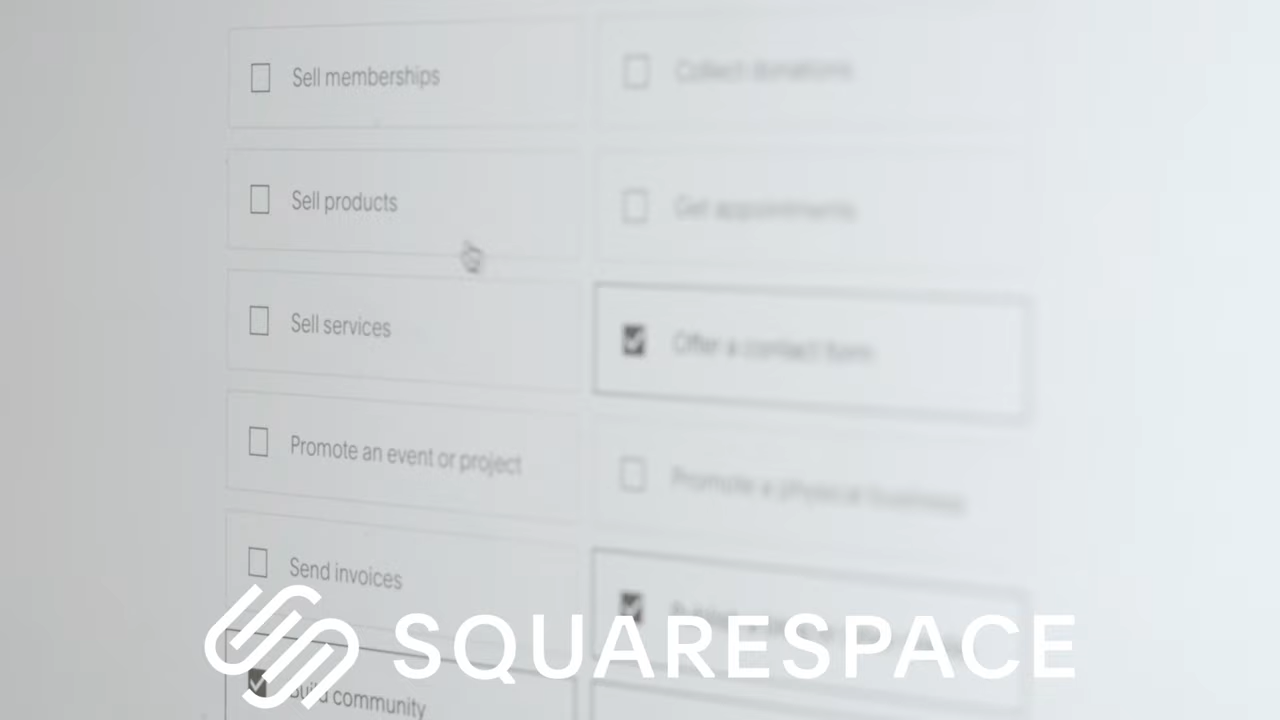 Sell memberships
Collect donations
Sell products
Get appointments
Sell services
Offer a contact form
Promote an event or project
Promote a physical business
Send invoices
SQUARESPACE
Build community